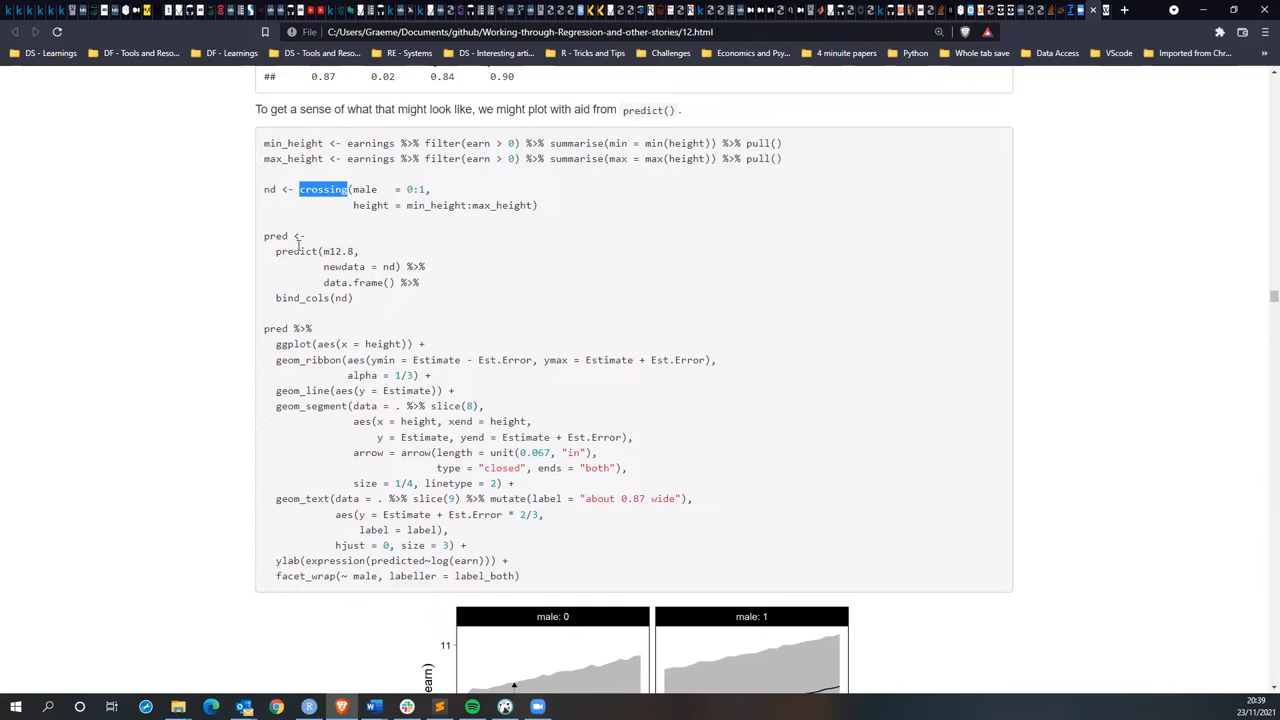 C:/Users/Graeme/Documents/github/Working-through-Regression-and-other-stories/12.html
DS - Learnings
DF - Tools and Reso...
DF - Learnings
DS - Tools and Reso...
RE - Systems
DS - Interesting artic...
R - Tricks and Tips
Challenges
Economics and Psy...
4 minuite papers
Python
Whole tab save
Data Access
VScode
Imported from Chr...
## 0.87 0.02 0.84 0.90
To get a sense of what that might look like, we might plot with aid from predict().
min_height <- earnings %>% filter(earn > 0) %>% summarise(min = min(height)) %>% pull()
max_height <- earnings %>% filter(earn > 0) %>% summarise(max = max(height)) %>% pull()
nd <- crossing(male = 0:1,
height = min_height:max_height)
pred <-
predict(m12.8,
newdata = nd) %>%
data.frame() %>%
bind_cols(nd)
pred %>%
ggplot(aes(x = height)) +
geom_ribbon(aes(ymin = Estimate - Est.Error, ymax = Estimate + Est.Error),
alpha = 1/3) +
geom_line(aes(y = Estimate)) +
geom_segment(data = . %>% slice(8),
aes(x = height, xend = height,
y = Estimate, yend = Estimate + Est.Error),
arrow = arrow(length = unit(0.067, "in"),
type = "closed", ends = "both"),
size = 1/4, linetype = 2) +
geom_text(data = . %>% slice(9) %>% mutate(label = "about 0.87 wide"),
aes(y = Estimate + Est.Error * 2/3,
label = label),
hjust = 0, size = 3) +
ylab(expression(predicted~log(earn))) +
facet_wrap(~ male, labeller = label_both)
male: 0
male: 1
11
earn)
20:39
23/11/2021